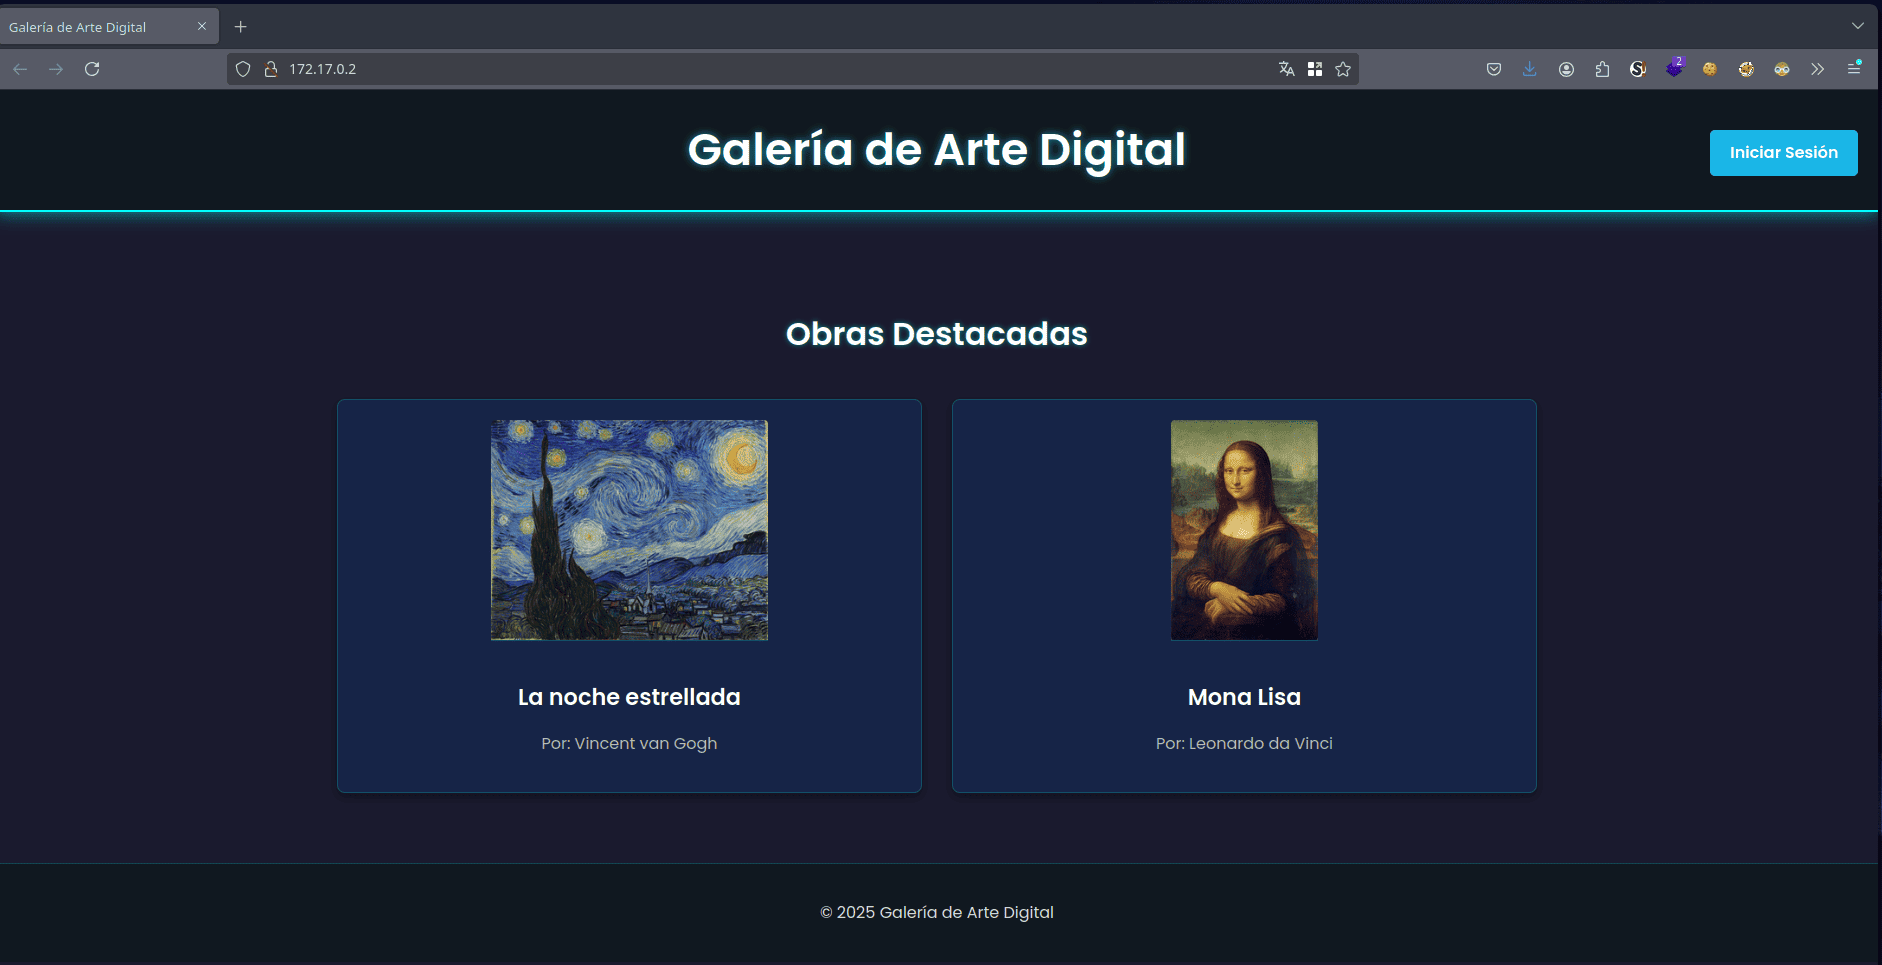 Galería de Arte Digital
172.17.0.2
2
Galería de Arte Digital
Iniciar Sesión
Obras Destacadas
La noche estrellada
Por: Vincent van Gogh
Mona Lisa
Por: Leonardo da Vinci
© 2025 Galería de Arte Digital